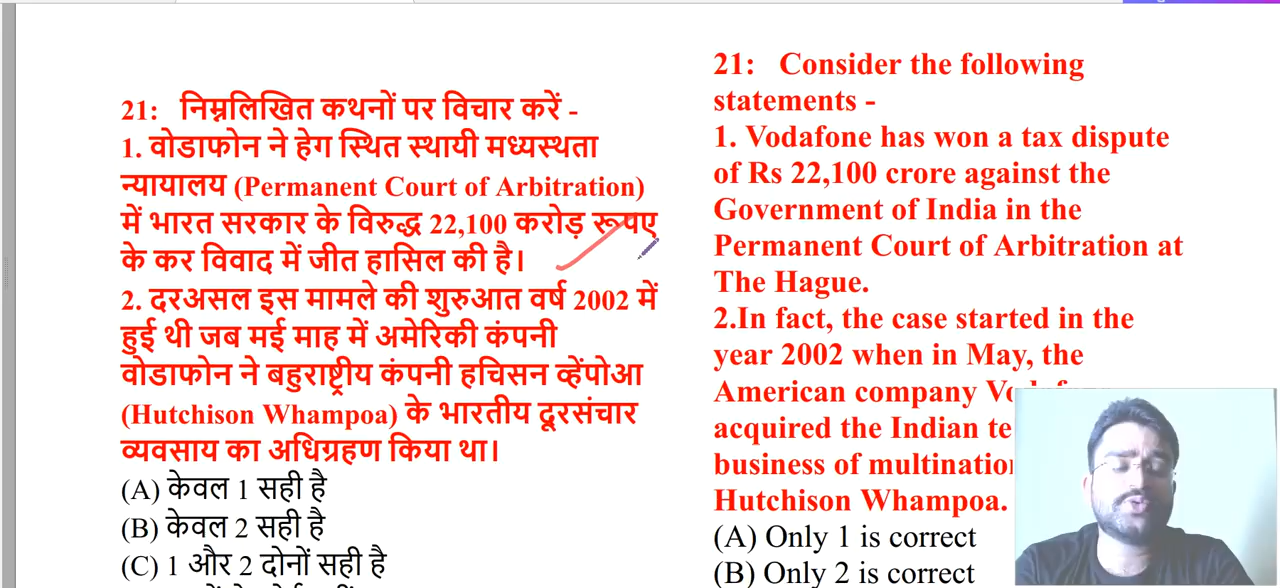 21: निम्नलिखित कथनों पर विचार करें -
1. वोडाफोन ने हेग स्थित स्थायी मध्यस्थता
न्यायालय (Permanent Court of Arbitration)
में भारत सरकार के विरुद्ध 22,100 करोड़ रूपए
के कर विवाद में जीत हासिल की है।
2. दरअसल इस मामले की शुरुआत वर्ष 2002 में
हुई थी जब मई माह में अमेरिकी कंपनी
वोडाफोन ने बहुराष्ट्रीय कंपनी हचिसन व्हेंपोआ
(Hutchison Whampoa) के भारतीय दूरसंचार
व्यवसाय का अधिग्रहण किया था।
(A) केवल 1 सही है
(B) केवल 2 सही है
(C) 1 और 2 दोनों सही है
21: Consider the following
statements -
1. Vodafone has won a tax dispute
of Rs 22,100 crore against the
Government of India in the
Permanent Court of Arbitration at
The Hague.
2.In fact, the case started in the
year 2002 when in May, the
American company
acquired the Indian
business of
Hutchison Whampoa.
(A) Only 1 is correct
(B) Only 2 is correct